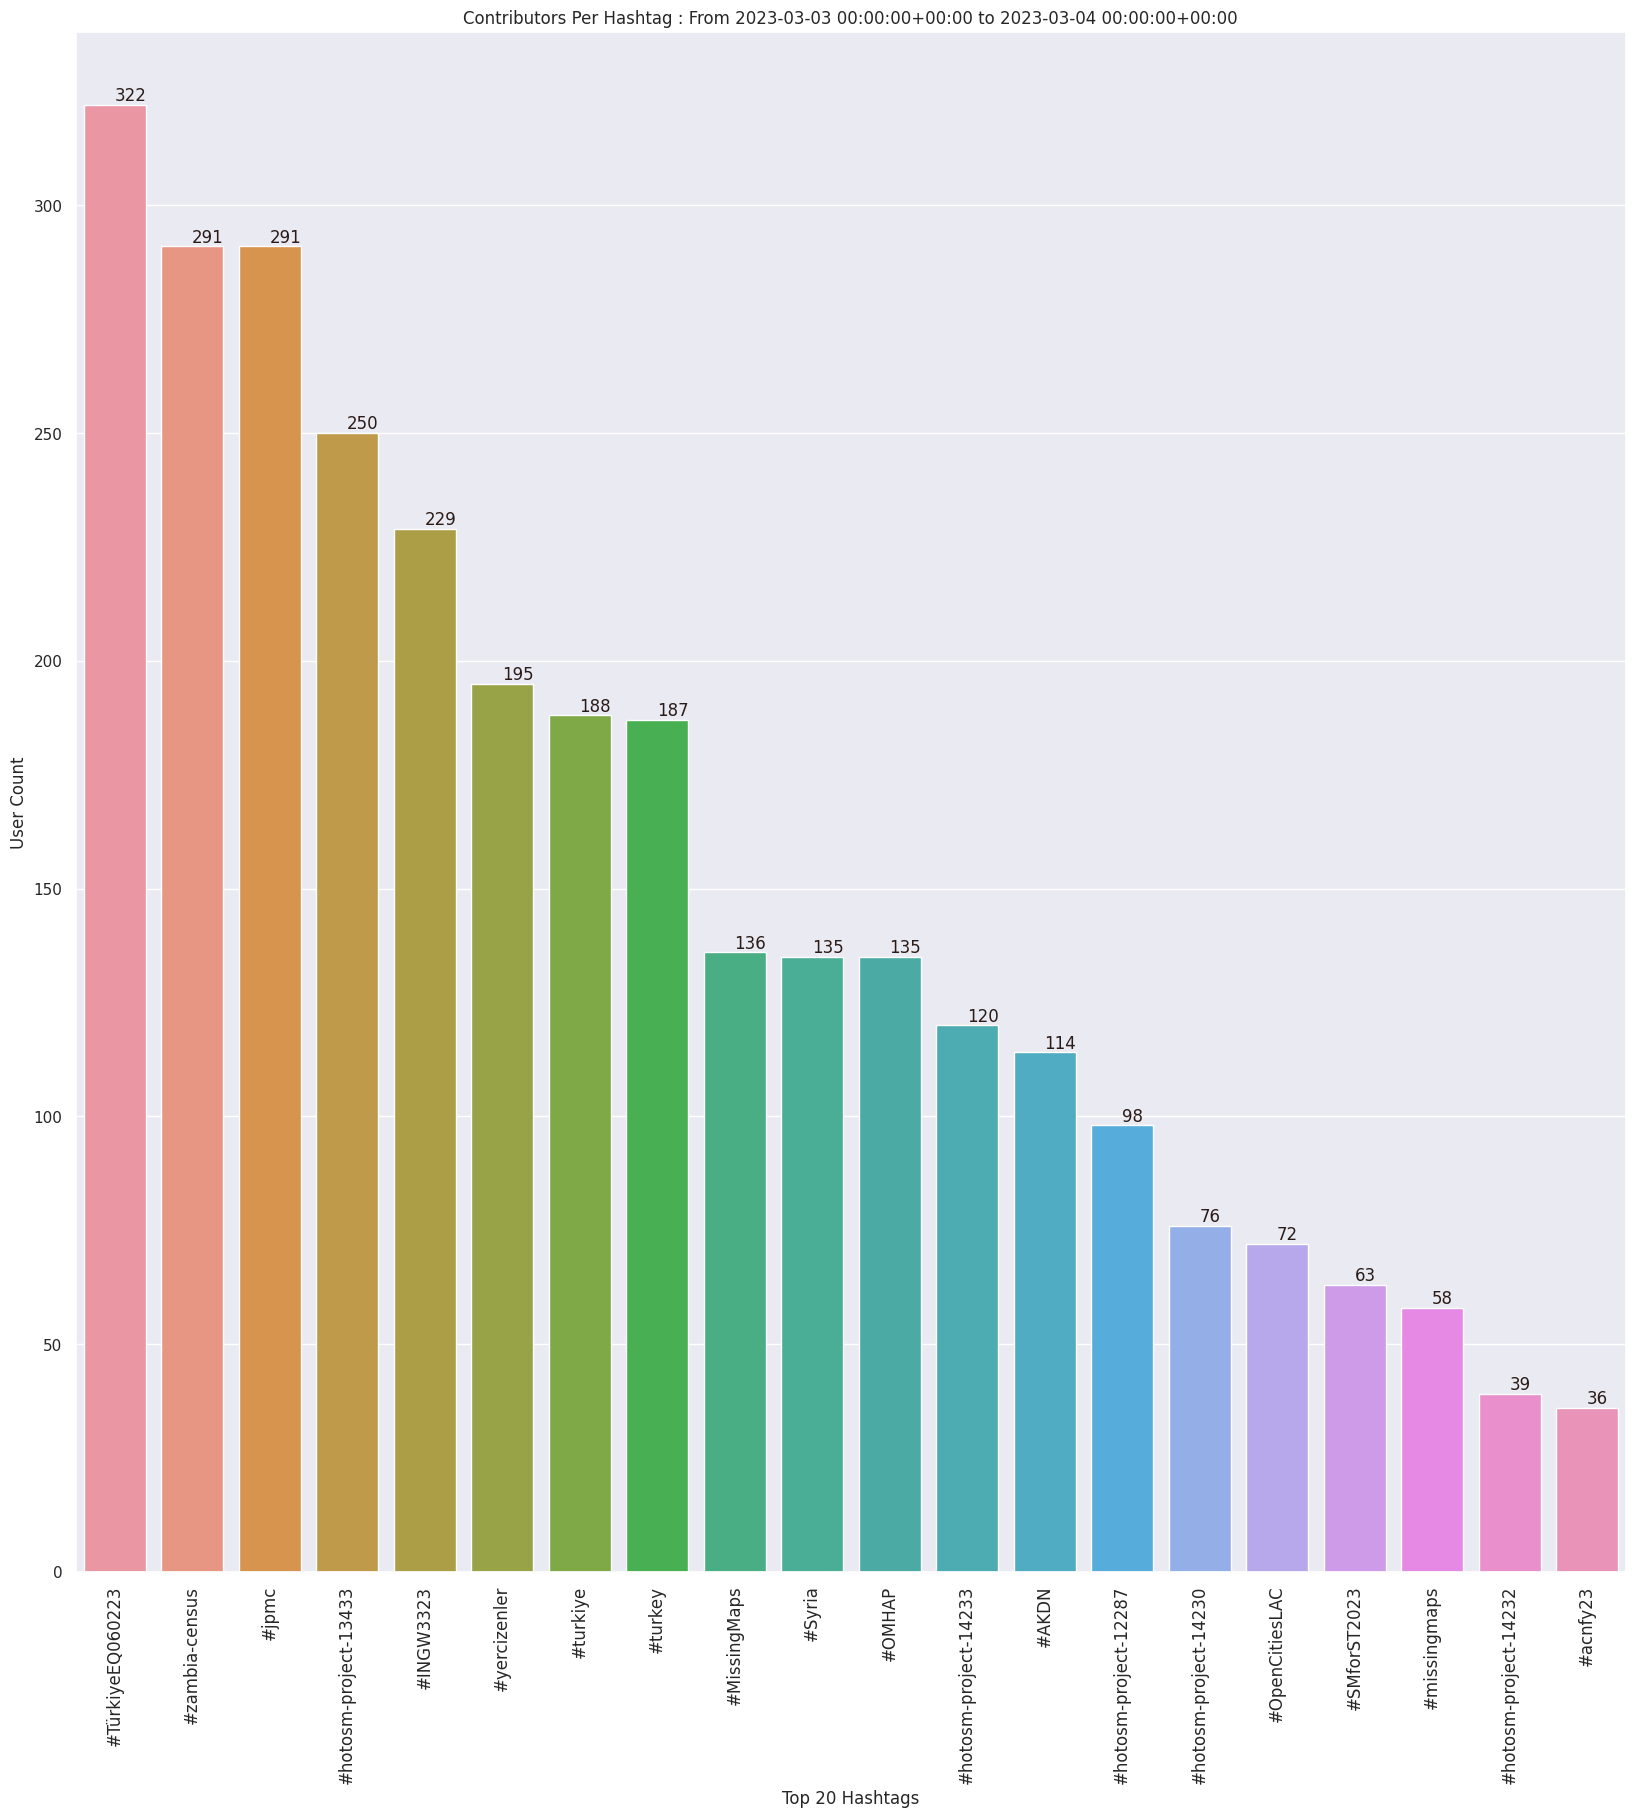 Contributors Per Hashtag : From 2023-03-03 00:00:00+00:00 to 2023-03-04 00:00:00+00:00
322
291
291
250
229
195
188
187
136
135
135
120
114
98
76
72
63
58
39
36
300
250
200
150
100
50
0
User Count
#TürkiyeEQ060223
#zambia-census
#jpmc
#hotosm-project-13433
#INGW3323
#yercizenler
#turkiye
#turkey
#MissingMaps
#Syria
#OMHAP
#hotosm-project-14233
#AKDN
#hotosm-project-12287
#hotosm-project-14230
#OpenCitiesLAC
#SMforST2023
#missingmaps
#hotosm-project-14232
#acnfy23
Top 20 Hashtags